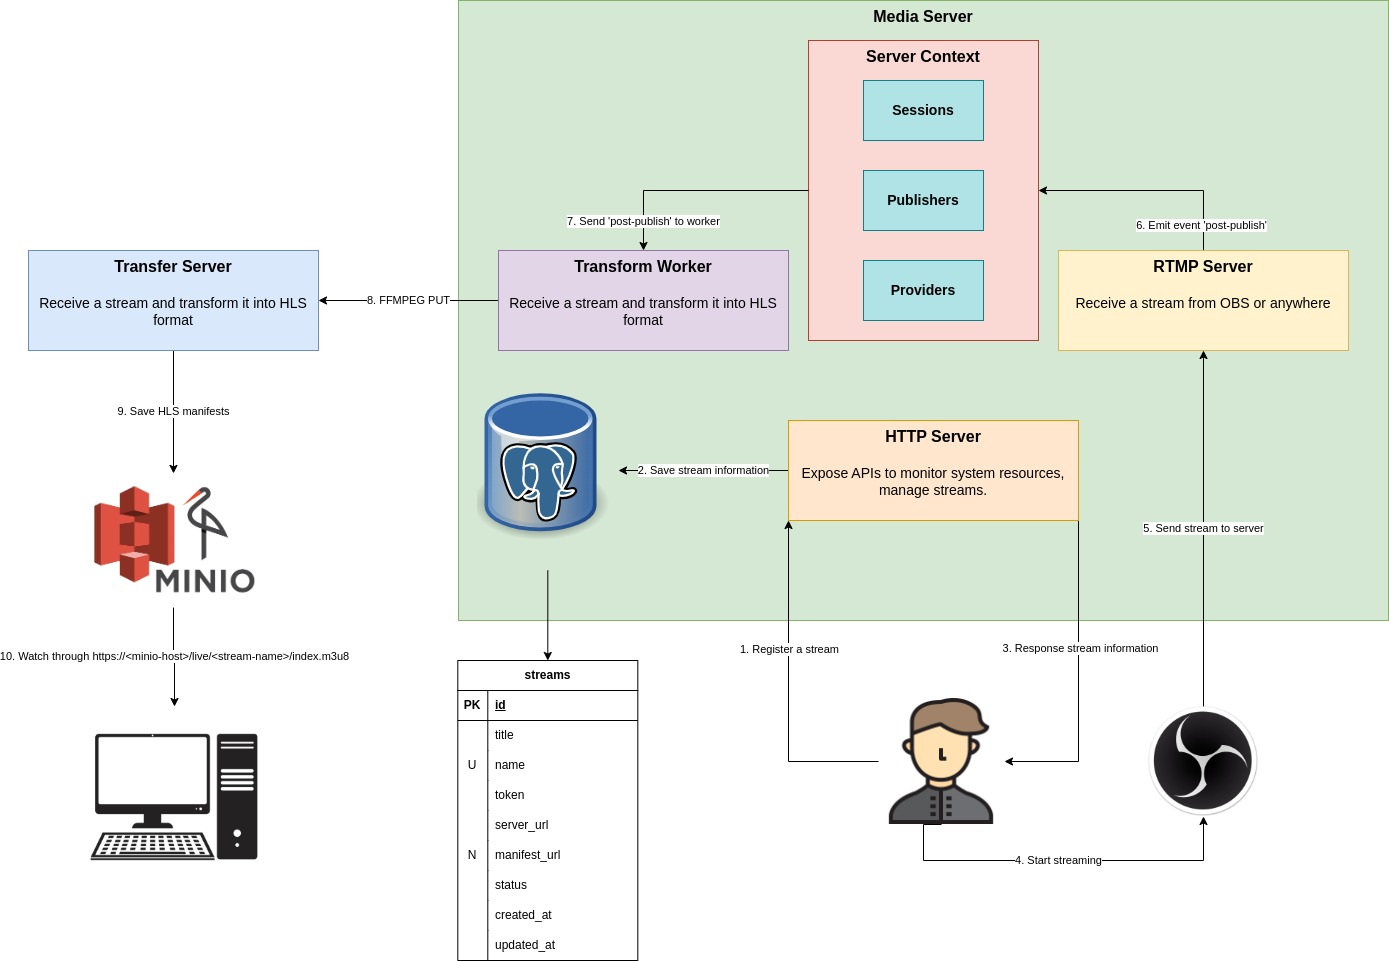 Media Server
Server Context
Sessions
Publishers
Providers
7. Send 'post-publish' to worker
6. Emit event 'post-publish'
Transfer Server
Receive a stream and transform it into HLS
format
8. FFMPEG PUT
Transform Worker
Receive a stream and transform it into HLS
format
RTMP Server
Receive a stream from OBS or anywhere
9. Save HLS manifests
HTTP Server
Expose APIs to monitor system resources,
manage streams.
2. Save stream information
MINIO
5. Send stream to server
1. Register a stream
3. Response stream information
10. Watch through https://<minio-host>/live/<stream-name>/index.m3u8
streams
PK id
title
U name
token
server_url
N manifest_url
status
created_at
updated_at
4. Start streaming